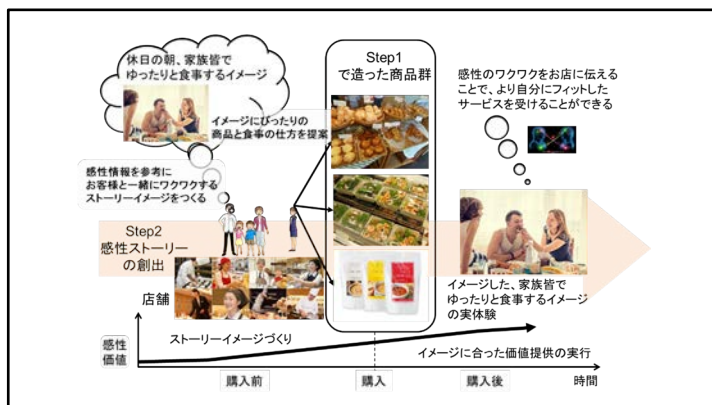 休日の朝、家族皆で
ゆったりと食事するイメージ
イメージにぴったりの
商品と食事の仕方を提案
感性情報を参考に
お客様と一緒にワクワクする
ストーリーイメージをつくる
Step2
感性ストーリー
の創出
店舗
Step1
で造った商品群
感性のワクワクをお店に伝える
ことで、より自分にフィットした
サービスを受けることができる
イメージした、家族皆で
ゆったりと食事するイメージ
の実体験
感性
価値
ストーリーイメージづくり
イメージに合った価値提供の実行
購入前
購入
購入後
時間